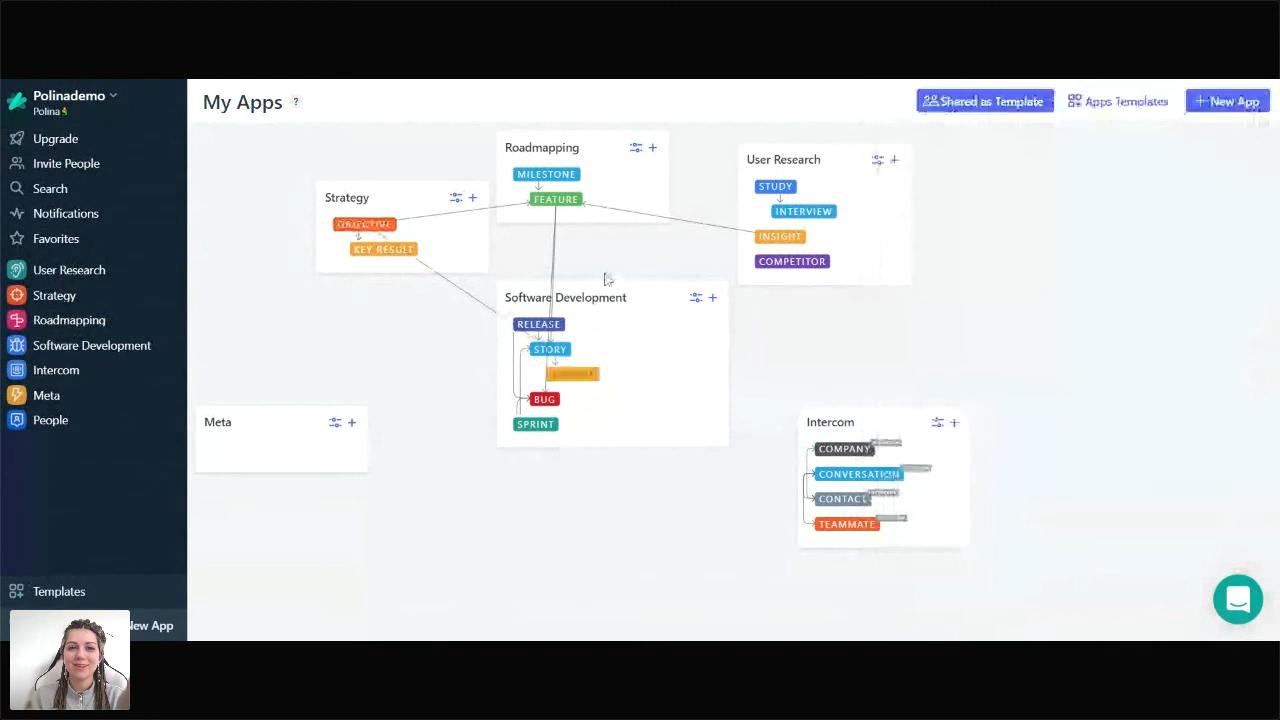 Polinademo
Polina
Upgrade
Invite People
Search
Notifications
Favorites
User Research
Strategy
Roadmapping
Software Development
Intercom
Meta
People
Templates
New App
My Apps ?
Shared as Template
Apps Templates
+ New App
Roadmapping
MILESTONE
FEATURE
User Research
STUDY
INTERVIEW
INSIGHT
COMPETITOR
Strategy
OBJECTIVE
KEY RESULT
Software Development
RELEASE
STORY
BUG
SPRINT
Meta
Intercom
COMPANY
CONVERSATION
CONTACT
TEAMMATE